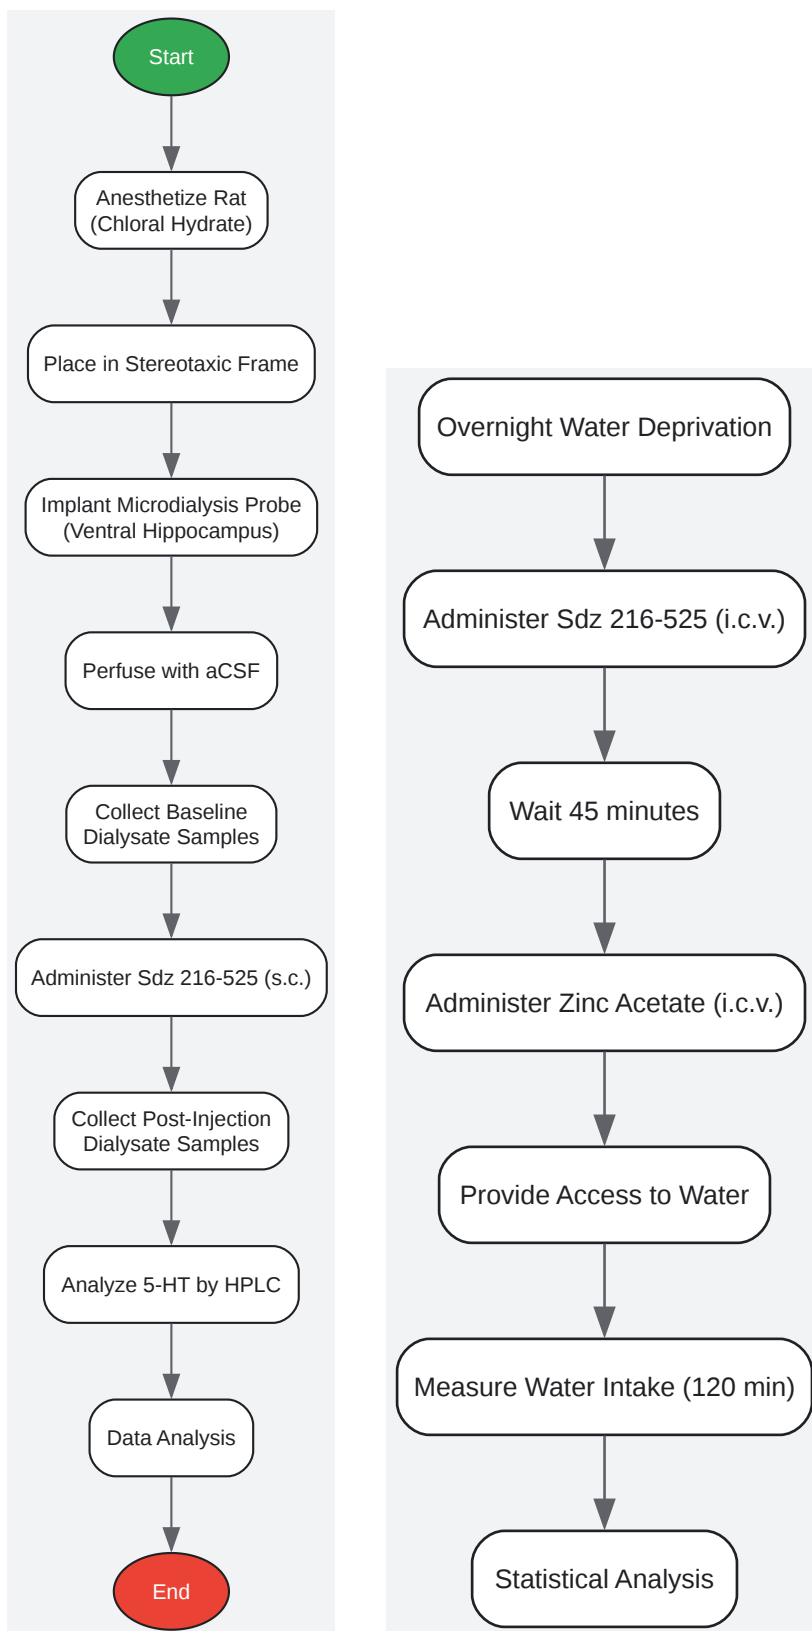 Start
Anesthetize Rat
(Chloral Hydrate)
Place in Stereotaxic Frame
Implant Microdialysis Probe
(Ventral Hippocampus)
Perfuse with aCSF
Collect Baseline
Dialysate Samples
Administer Sdz 216-525 (s.c.)
Collect Post-Injection
Dialysate Samples
Analyze 5-HT by HPLC
Data Analysis
End
Overnight Water Deprivation
Administer Sdz 216-525 (i.c.v.)
Wait 45 minutes
Administer Zinc Acetate (i.c.v.)
Provide Access to Water
Measure Water Intake (120 min)
Statistical Analysis